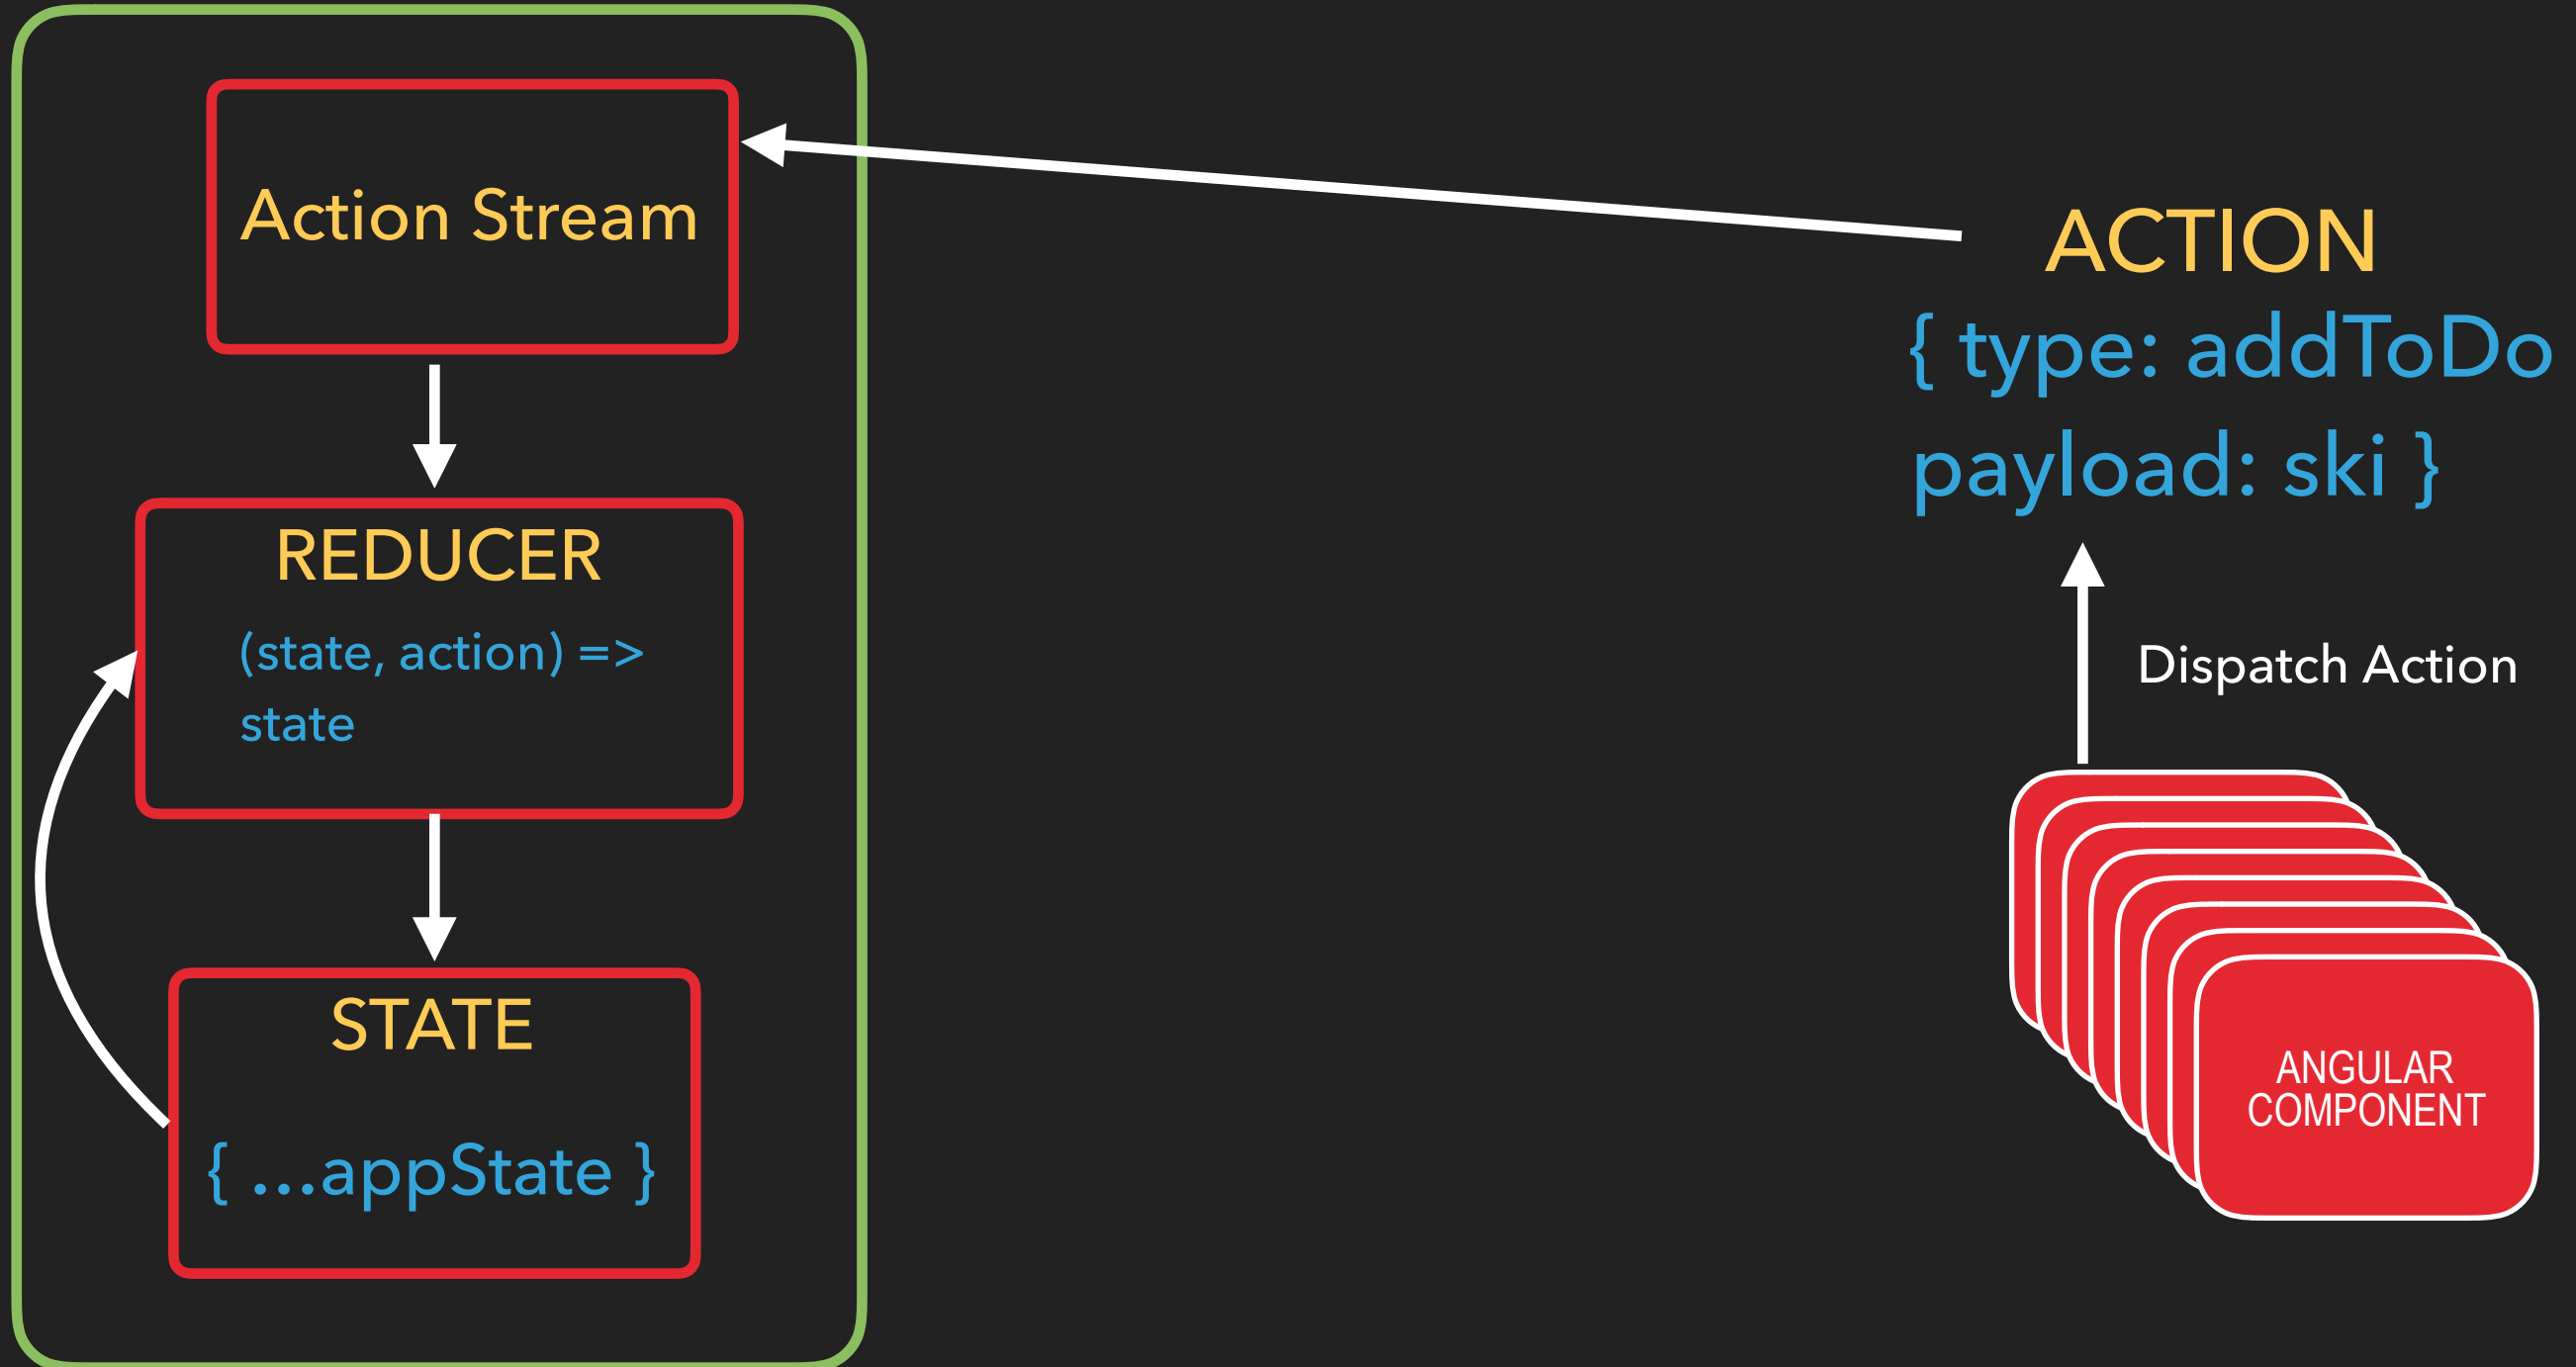 Action Stream
REDUCER
(state, action) =>
state
STATE
{ ...appState }
ACTION
{ type: addToDo
payload: ski }
Dispatch Action
ANGULAR
COMPONENT